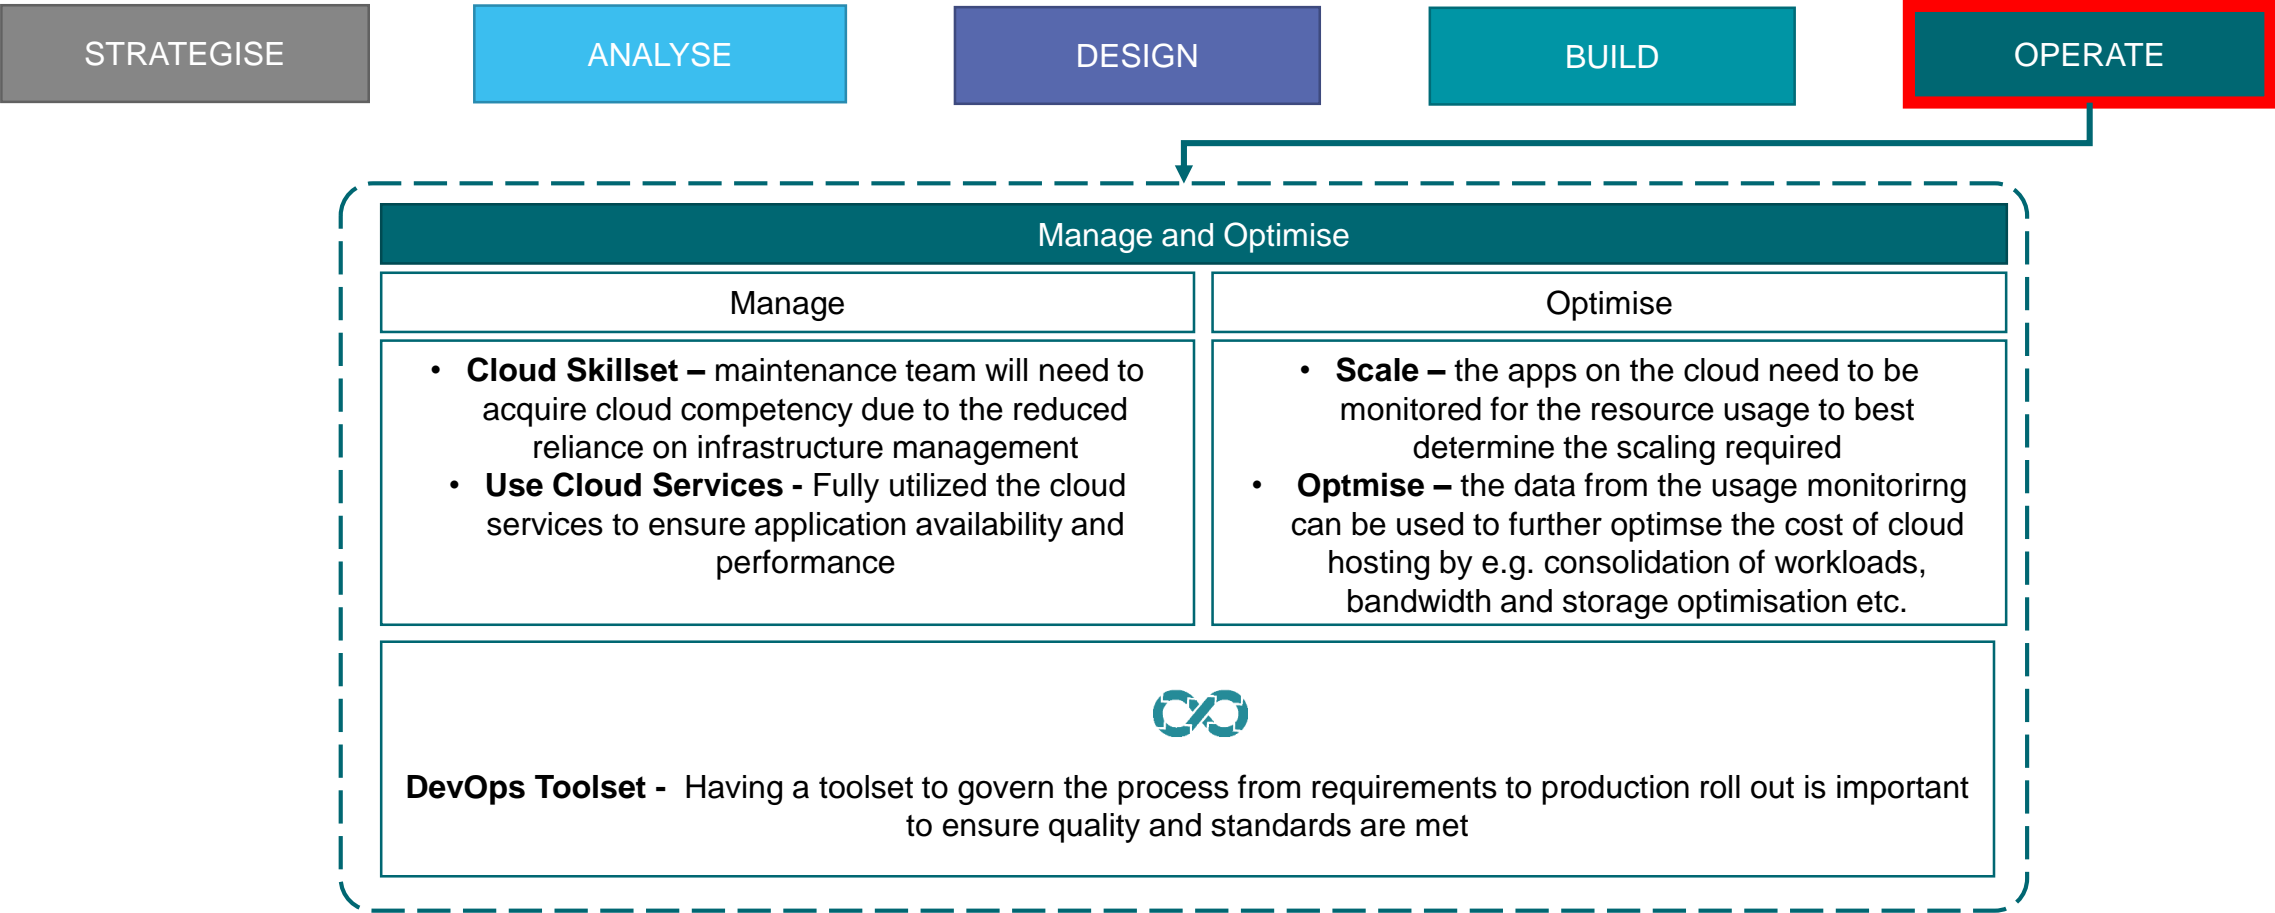 STRATEGISE
ANALYSE
DESIGN
BUILD
OPERATE
Manage and Optimise
Manage
Optimise
• Cloud Skillset – maintenance team will need to
acquire cloud competency due to the reduced
reliance on infrastructure management
• Use Cloud Services - Fully utilized the cloud
services to ensure application availability and
performance
• Scale – the apps on the cloud need to be
monitored for the resource usage to best
determine the scaling required
• Optmise – the data from the usage monitorirng
can be used to further optimse the cost of cloud
hosting by e.g. consolidation of workloads,
bandwidth and storage optimisation etc.
DevOps Toolset - Having a toolset to govern the process from requirements to production roll out is important
to ensure quality and standards are met